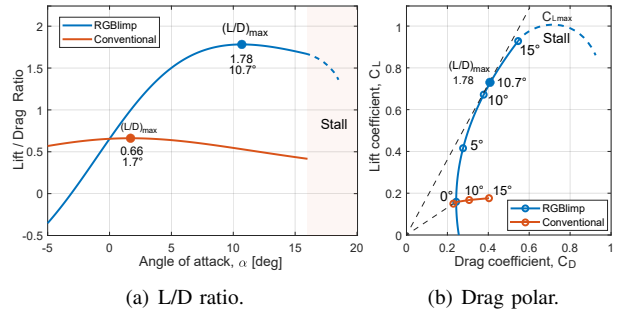 RGBlimp
Conventional
(L/D)max
1.78
10.7°
(L/D)max
0.66
1.7°
Stall
2
1.5
1
0.5
0
-0.5
-5
0
5
10
15
20
Lift / Drag Ratio
Angle of attack, α [deg]
(a) L/D ratio.
CLmax
Stall
15°
(L/D)max
1.78
10.7°
10°
5°
0°
10°
15°
RGBlimp
Conventional
1
0.8
0.6
0.4
0.2
0
0
0.2
0.4
0.6
0.8
1
Lift coefficient, CL
Drag coefficient, CD
(b) Drag polar.